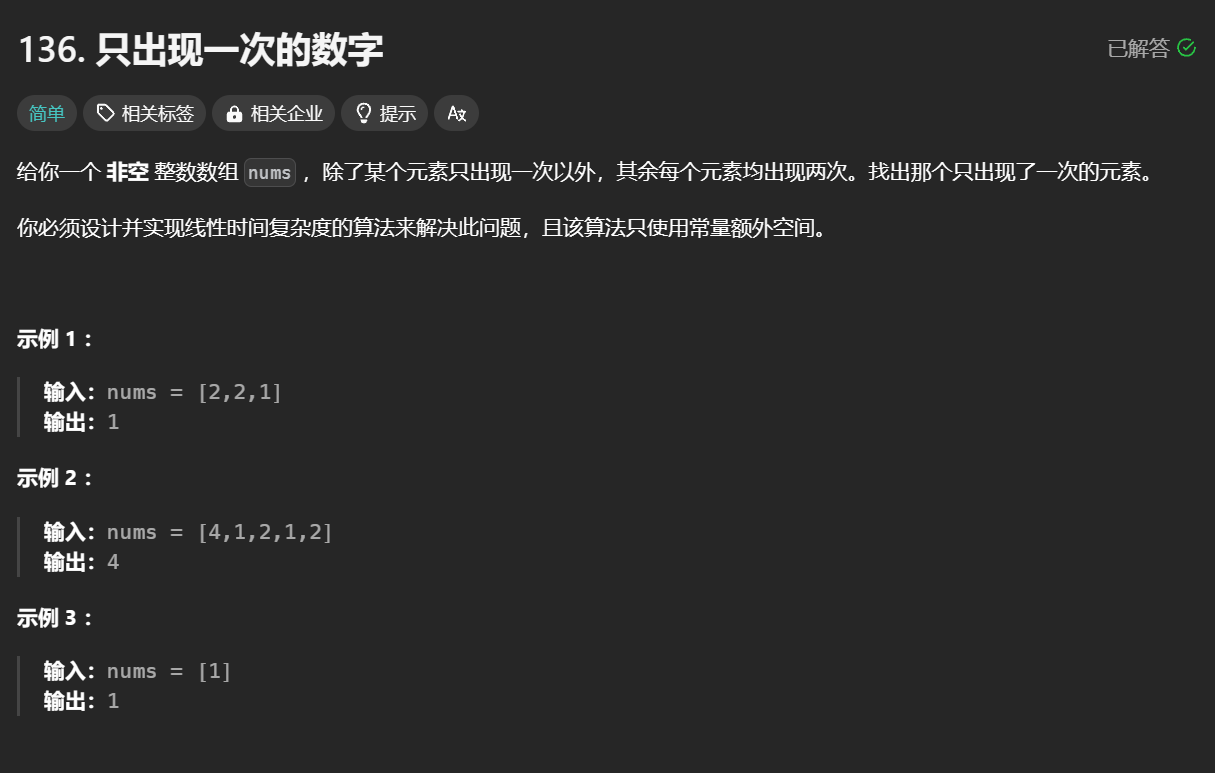 136. 只出现一次的数字
已解答
简单 相关标签 相关企业 提示
给你一个 非空 整数数组 nums ，除了某个元素只出现一次以外，其余每个元素均出现两次。找出那个只出现了一次的元素。
你必须设计并实现线性时间复杂度的算法来解决此问题，且该算法只使用常量额外空间。
示例 1：
输入：nums = [2,2,1]
输出：1
示例 2：
输入：nums = [4,1,2,1,2]
输出：4
示例 3：
输入：nums = [1]
输出：1